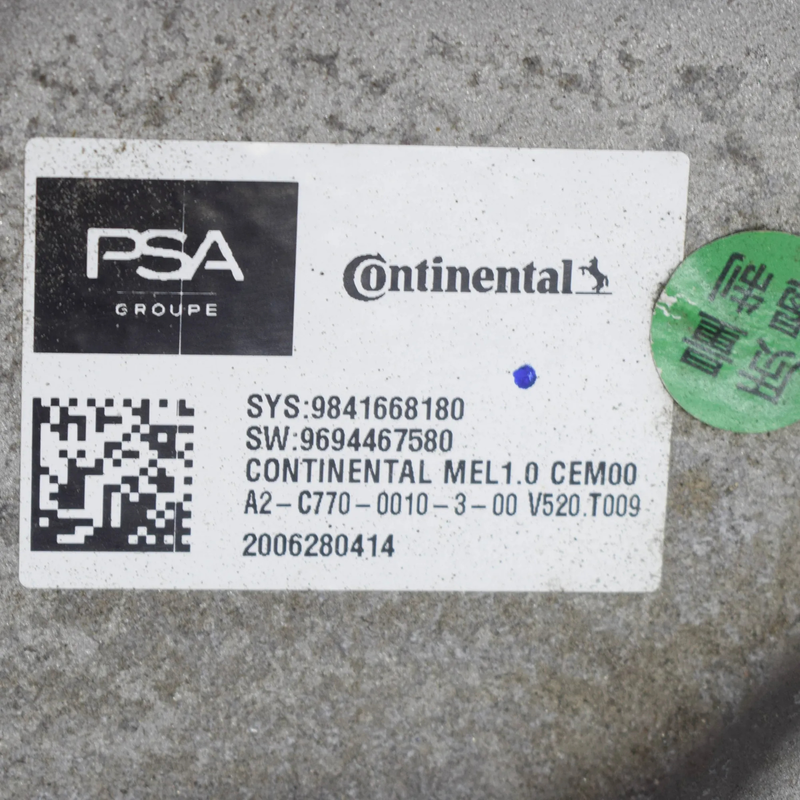 PSA
GROUPE
Continental
SYS:9841668180
SW:9694467580
CONTINENTAL MEL1.0 CEM00
A2-C770-0010-3-00 V520.T009
2006280414